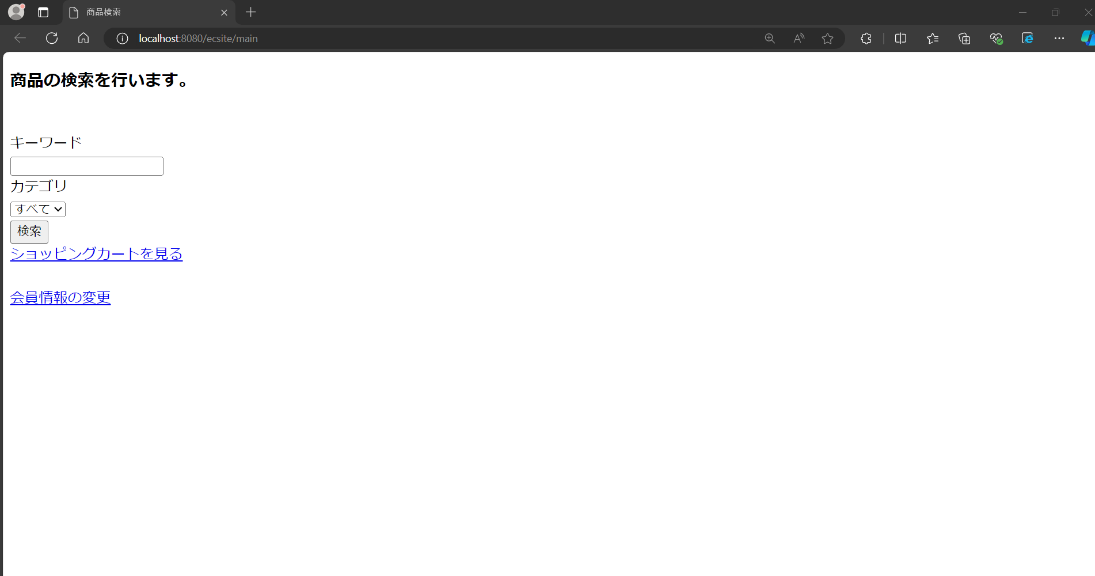 商品検索
localhost:8080/ecsite/main
商品の検索を行います。
キーワード
カテゴリ
すべて
検索
ショッピングカートを見る
会員情報の変更